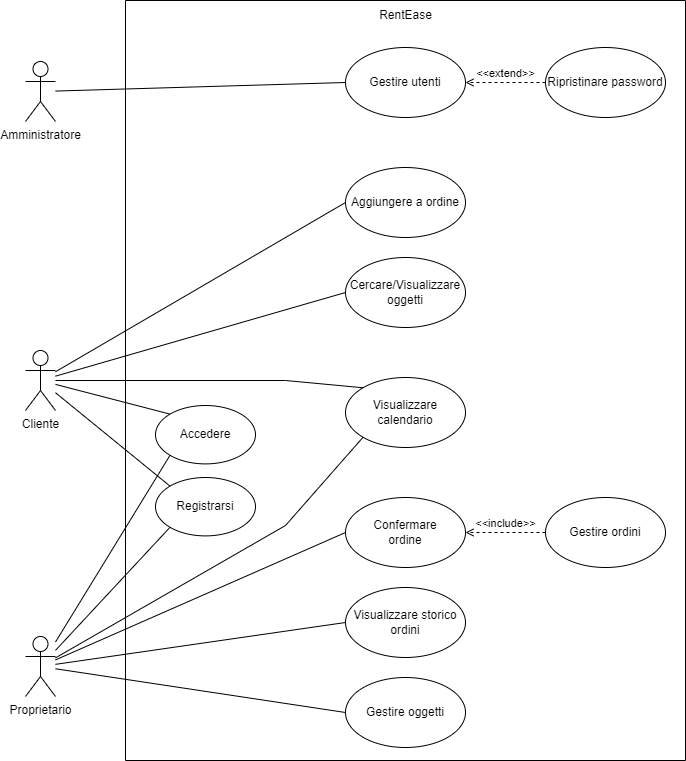 RentEase
Gestire utenti
<<extend>>
Ripristinare password
Amministratore
Aggiungere a ordine
Cercare/Visualizzare
oggetti
Cliente
Visualizzare
calendario
Accedere
Registrarsi
Confermare
ordine
<<include>>
Gestire ordini
Visualizzare storico
ordini
Proprietario
Gestire oggetti